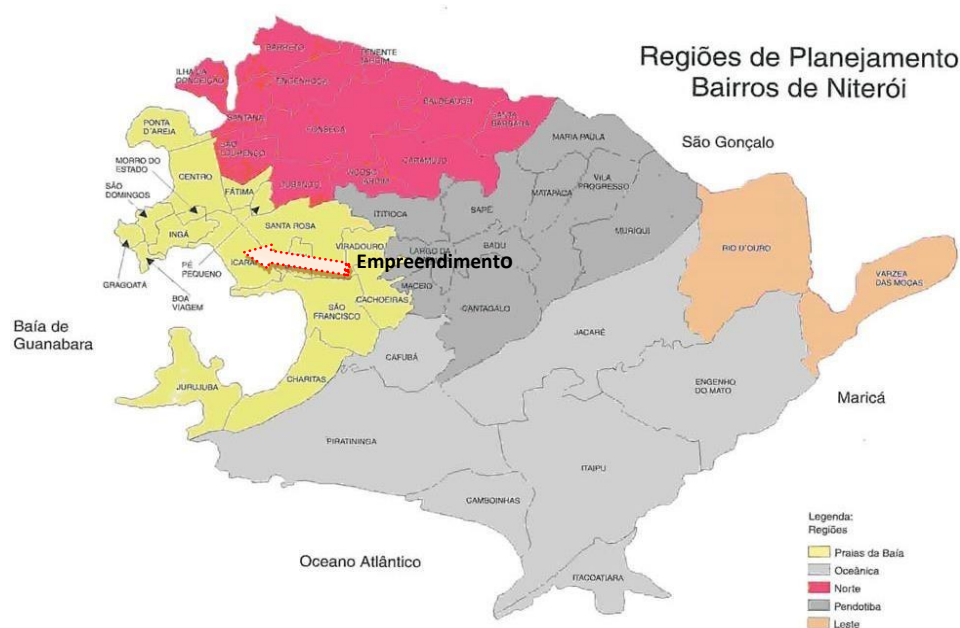 Regiões de Planejamento
Bairros de Niterói
BARRETO
TENENTE
JARDIM
ILHA DA
CONCEIÇÃO
ENGENHOCA
BALDEADOR
SANTA
BÁRBARA
SANTANA
FONSECA
PONTA
D'AREIA
SÃO
LOURENÇO
MARIA PAULA
São Gonçalo
MORRO DO
ESTADO
CENTRO
CARAMUJO
CUBANGO
VIÇOSO
JARDIM
SÃO
DOMINGOS
FÁTIMA
VILA
PROGRESSO
MATAPACA
ITITIOCA
SAPÊ
SANTA ROSA
INGÁ
MURIQUI
VIRADOURO
LARGO DA
BADU
RIO D'OURO
PÉ
PEQUENO
ICARA
Empreendimento
GRAGOATÁ
BOA
VIAGEM
MACEIÓ
VARZEA
DAS MOÇAS
SÃO
FRANCISCO
CACHOEIRAS
CANTAGALO
Baía de
Guanabara
JACARÉ
CAFUBÁ
CHARITAS
JURUJUBA
ENGENHO
DO MATO
Maricá
PIRATININGA
ITAIPU
CAMBOINHAS
Oceano Atlântico
ITACOATIARA
Legenda:
Regiões
Praias da Baía
Oceânica
Norte
Pendotiba
Leste